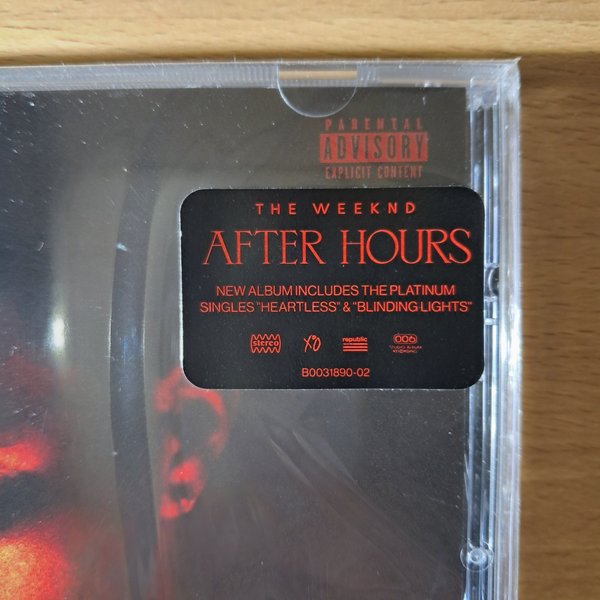 PARENTAL
ADVISORY
EXPLICIT CONTENT
THE WEEKND
AFTER HOURS
NEW ALBUM INCLUDES THE PLATINUM
SINGLES "HEARTLESS" & "BLINDING LIGHTS"
stereo XO republic 006
B0031890-02